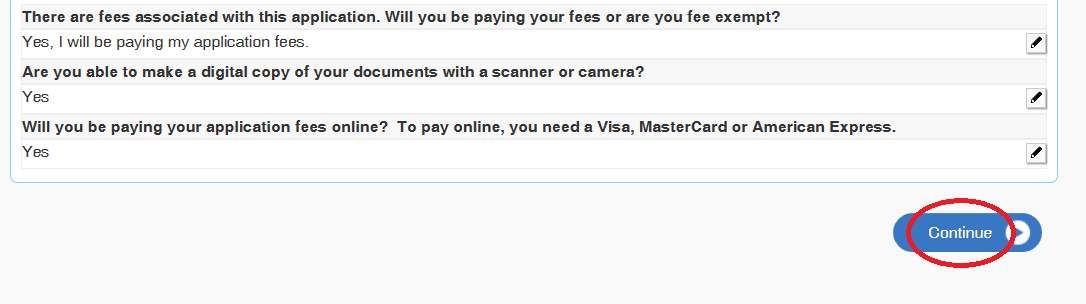 There are fees associated with this application. Will you be paying your fees or are you fee exempt?
Yes, I will be paying my application fees.
Are you able to make a digital copy of your documents with a scanner or camera?
Yes
Will you be paying your application fees online?  To pay online, you need a Visa, MasterCard or American Express.
Yes
Continue